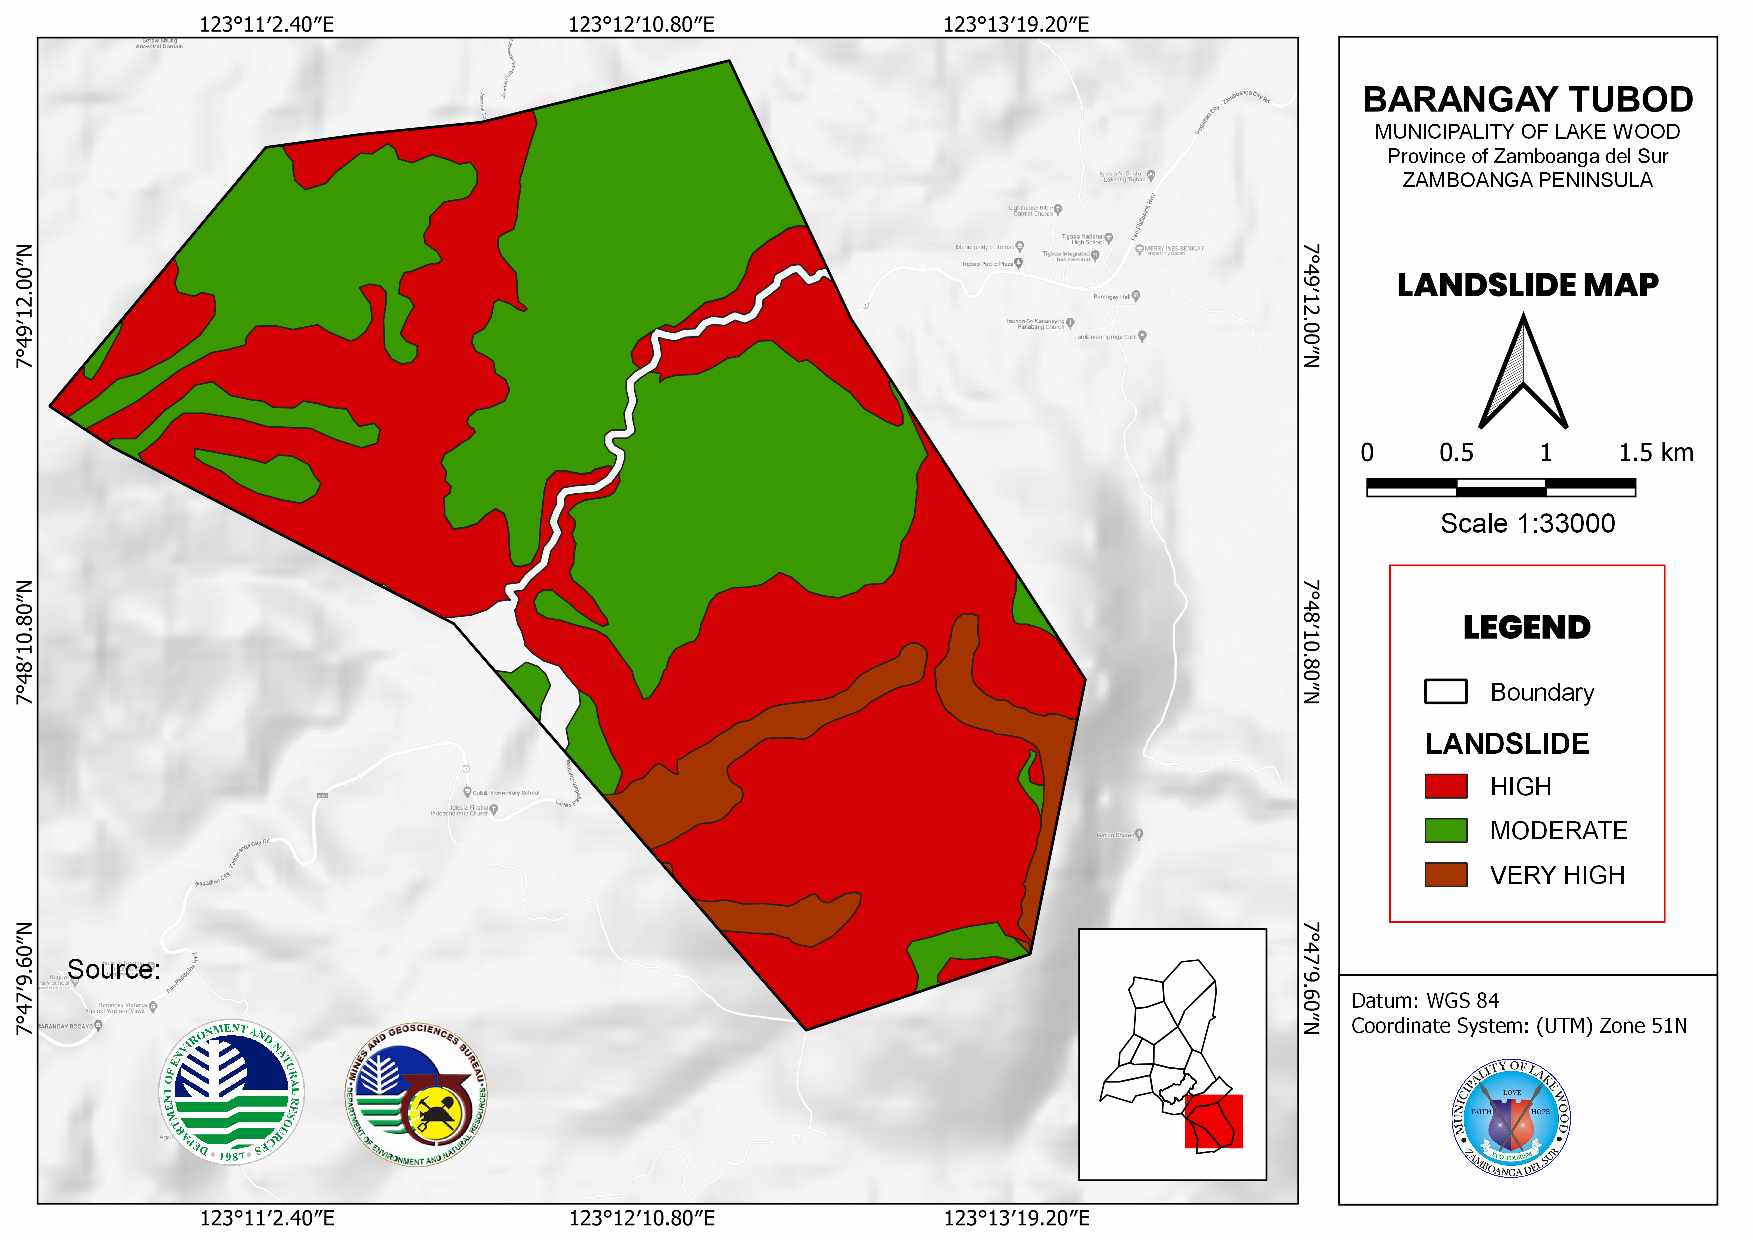 123°11′2.40″E
123°12′10.80″E
123°13′19.20″E
7°49′12.00″N
7°48′10.80″N
7°47′9.60″N
7°49′12.00″N
7°48′10.80″N
7°47′9.60″N
Ancestral Domain
High School
Barangay Hall
Source:
DEPARTMENT OF ENVIRONMENT AND NATURAL RESOURCES
1987
MINES AND GEOSCIENCES BUREAU
DEPARTMENT OF ENVIRONMENT AND NATURAL RESOURCES
123°11′2.40″E
123°12′10.80″E
123°13′19.20″E
BARANGAY TUBOD
MUNICIPALITY OF LAKE WOOD
Province of Zamboanga del Sur
ZAMBOANGA PENINSULA
LANDSLIDE MAP
0 0.5 1 1.5 km
Scale 1:33000
LEGEND
Boundary
LANDSLIDE
HIGH
MODERATE
VERY HIGH
Datum: WGS 84
Coordinate System: (UTM) Zone 51N
MUNICIPALITY OF LAKE WOOD
LOVE
FAITH
HOPE
ZAMBOANGA DEL SUR